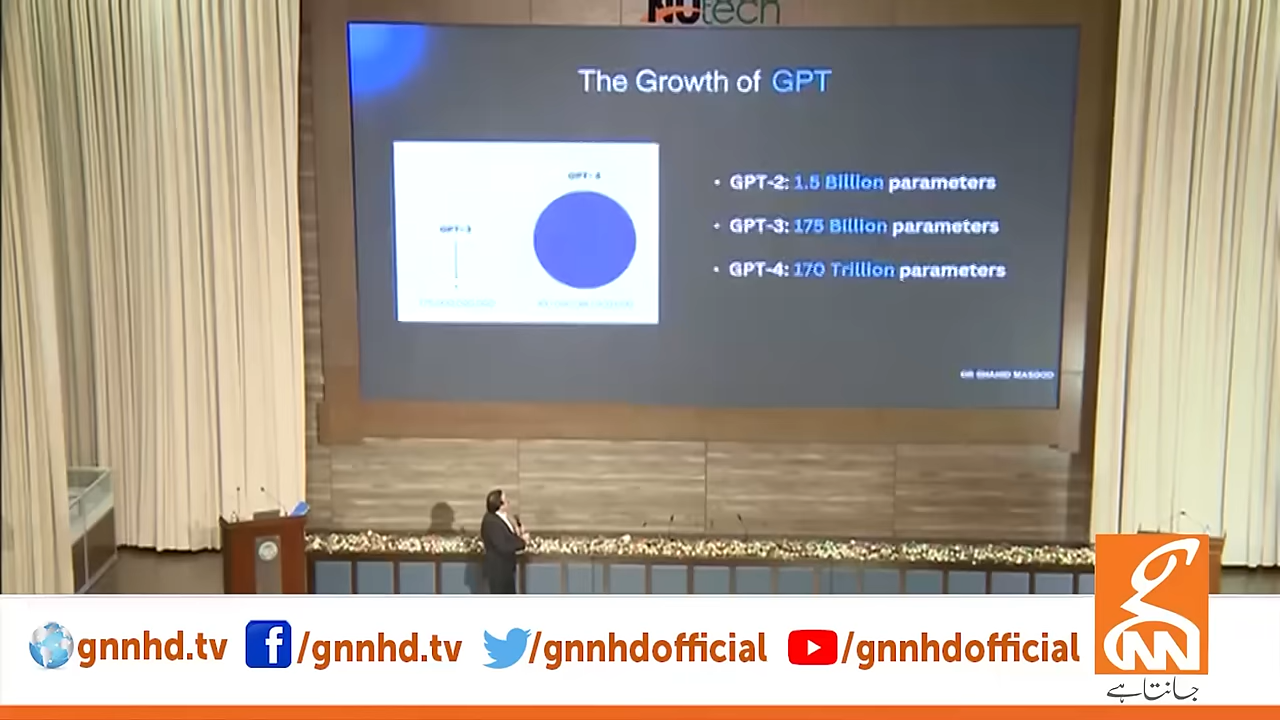 NUtech
The Growth of GPT
GPT-4
GPT-3
• GPT-2: 1.5 Billion parameters
• GPT-3: 175 Billion parameters
• GPT-4: 170 Trillion parameters
DR SHAHID MASOOD
gnnhd.tv
/gnnhd.tv
/gnnhdofficial
/gnnhdofficial
GNN
جانتا ہے